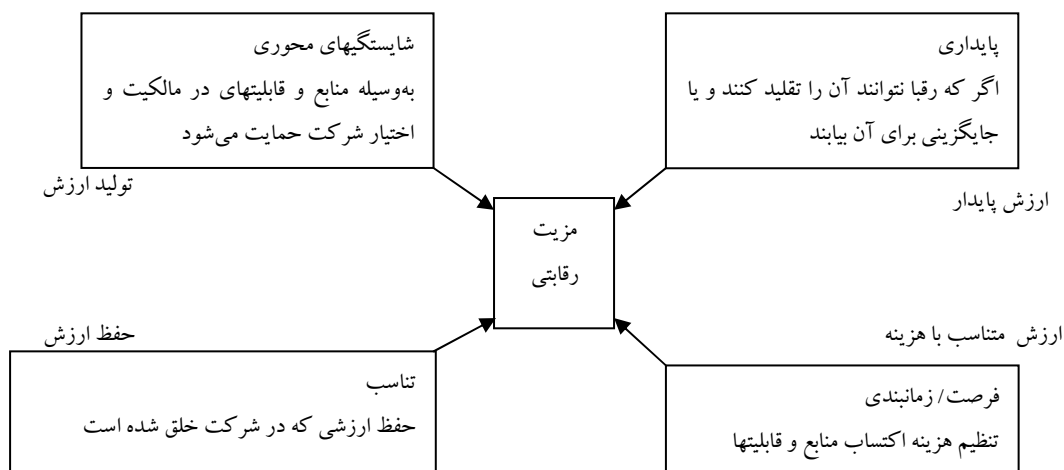 پایداری
اگر که رقبا نتوانند آن را تقلید کنند و یا
جایگزینی برای آن بیابند
ارزش پایدار
شایستگیهای محوری
به‌وسیله منابع و قابلیتهای در مالکیت و
اختیار شرکت حمایت می‌شود
تولید ارزش
مزیت
رقابتی
ارزش متناسب با هزینه
فرصت/ زمانبندی
تنظیم هزینه اکتساب منابع و قابلیتها
حفظ ارزش
تناسب
حفظ ارزشی که در شرکت خلق شده است